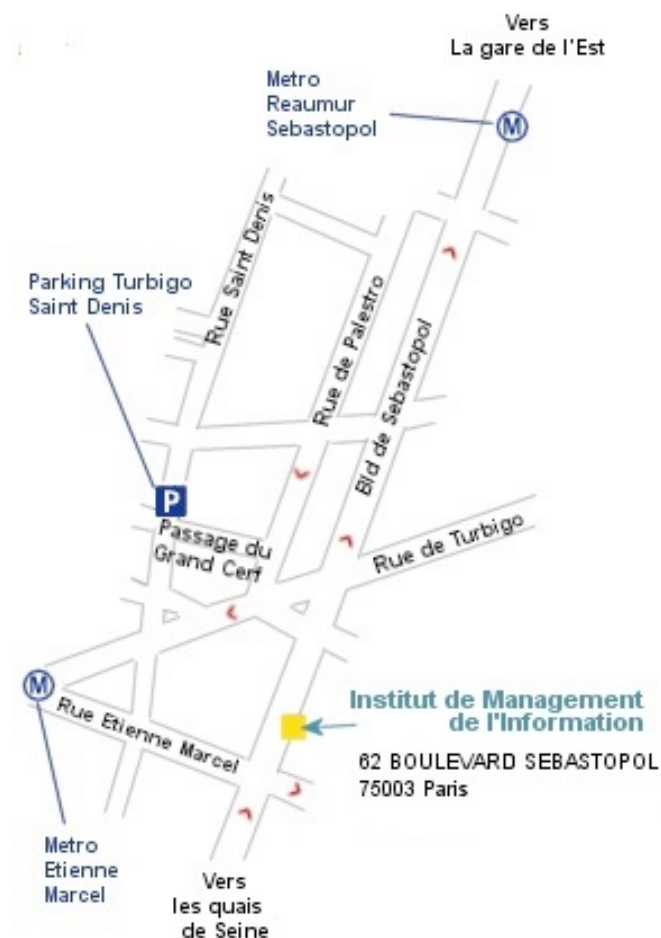 Vers
La gare de l'Est
Metro
Reaumur
Sebastopol
M
Rue Saint Denis
Parking Turbigo
Saint Denis
Rue de Palestro
Bld de Sebastopol
P
Passage du
Grand Cerf
Rue de Turbigo
M
Rue Etienne Marcel
Institut de Management
de l'Information
62 BOULEVARD SEBASTOPOL
75003 Paris
Metro
Etienne
Marcel
Vers
les quais
de Seine